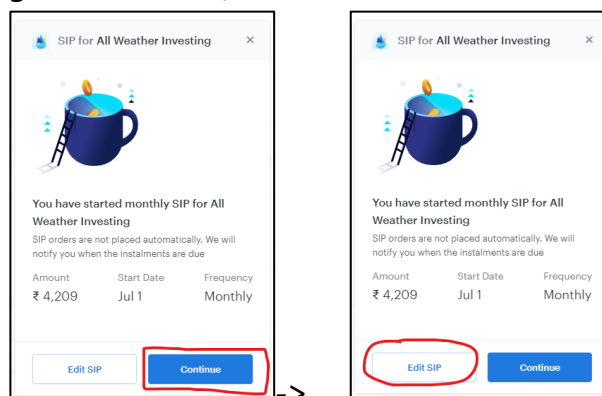 SIP for All Weather Investing ×
You have started monthly SIP for All
Weather Investing
SIP orders are not placed automatically. We will
notify you when the instalments are due
Amount Start Date Frequency
₹ 4,209 Jul 1 Monthly
Edit SIP Continue
->
SIP for All Weather Investing ×
You have started monthly SIP for All
Weather Investing
SIP orders are not placed automatically. We will
notify you when the instalments are due
Amount Start Date Frequency
₹ 4,209 Jul 1 Monthly
Edit SIP Continue